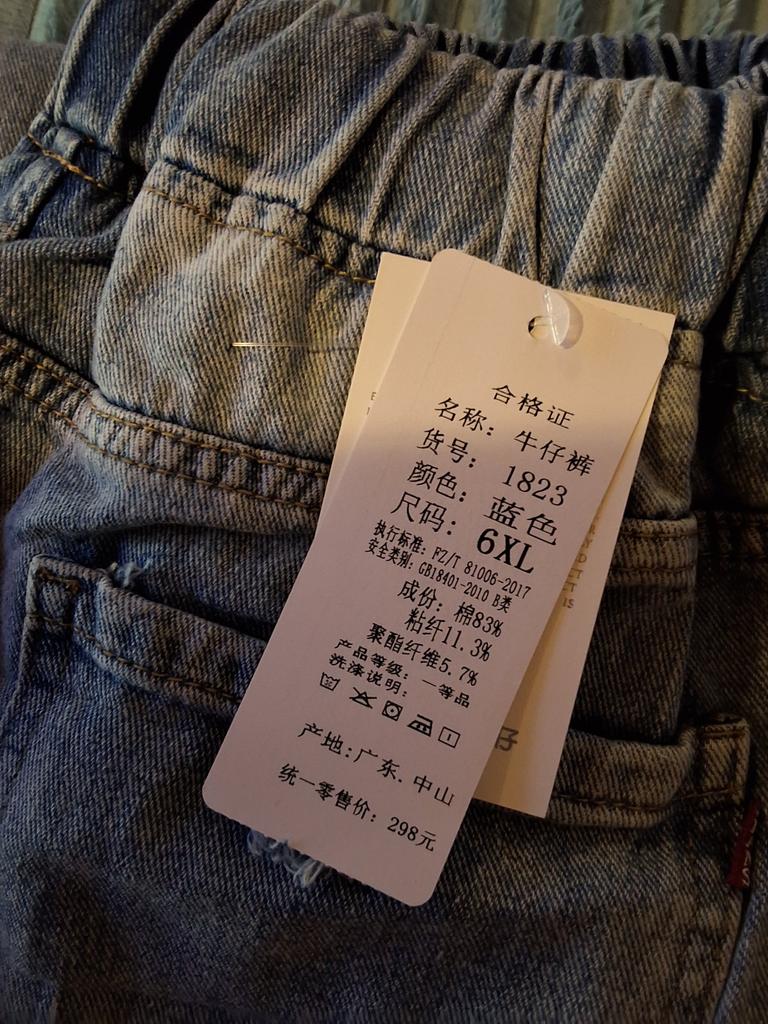 合格证
名称: 牛仔裤
货号: 1823
颜色: 蓝色
尺码: 6XL
执行标准: FZ/T 81006-2017
安全类别: GB18401-2010 B类
成份: 棉83%
粘纤11.3%
聚酯纤维5.7%
产品等级: 一等品
洗涤说明:
产地:广东.中山
统一零售价: 298元
IS
仔